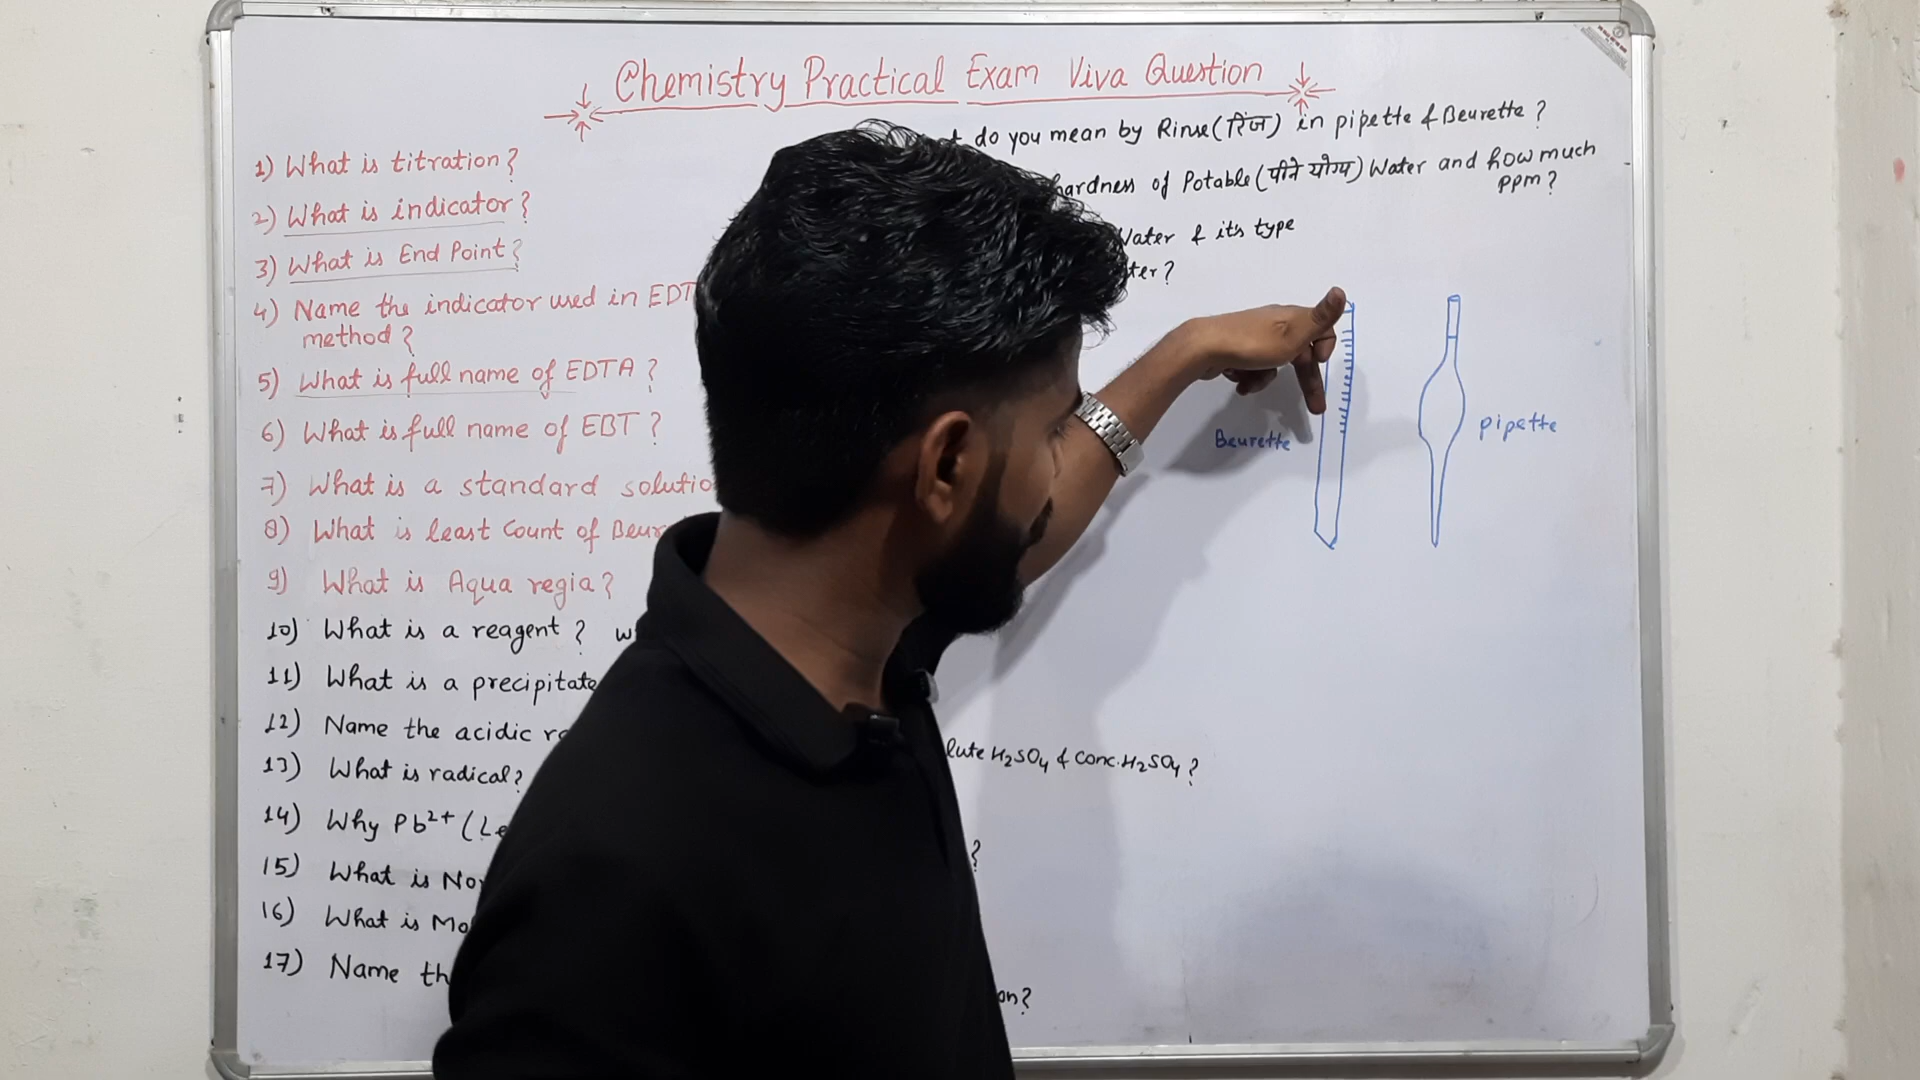 Chemistry Practical Exam Viva Question
1) What is titration?
2) What is indicator?
3) What is End Point?
4) Name the indicator used in EDT
method?
5) What is full name of EDTA?
6) What is full name of EBT?
7) What is a standard solutio
8) What is least Count of Beur
9) What is Aqua regia?
10) What is a reagent? W
11) What is a precipitate
12) Name the acidic
lute H₂SO₄ & Conc.H₂SO₄?
13) What is radical?
14) Why Pb²⁺ (Le
?
15) What is No
16) What is Mo
17) Name th
on?
do you mean by Rinse (रिंज) in pipette & Beurette?
hardness of Potable (पीने योग्य) Water and how much
ppm?
Water & it's type
ter?
Beurette
pipette